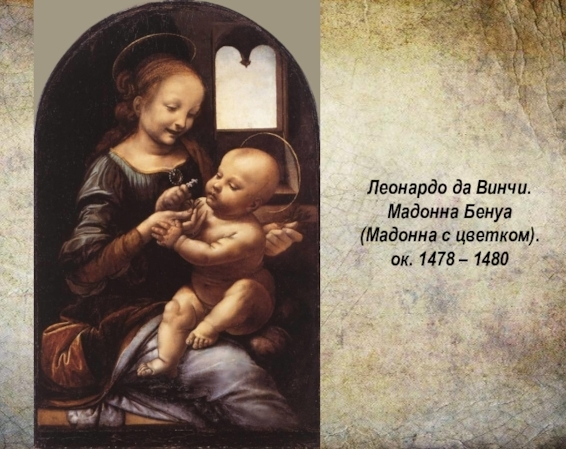 Леонардо да Винчи.
Мадонна Бенуа
(Мадонна с цветком).
ок. 1478 – 1480